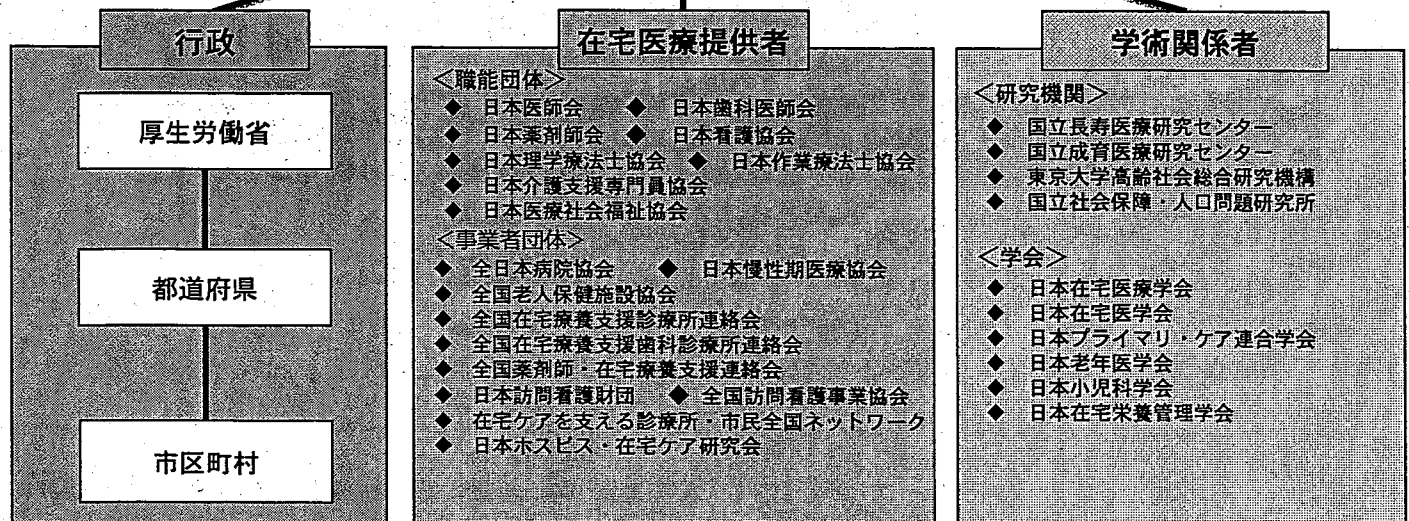 行政
厚生労働省
都道府県
市区町村
在宅医療提供者
<職能団体>
◆ 日本医師会 ◆ 日本歯科医師会
◆ 日本薬剤師会 ◆ 日本看護協会
◆ 日本理学療法士協会 ◆ 日本作業療法士協会
◆ 日本介護支援専門員協会
◆ 日本医療社会福祉協会
<事業者団体>
◆ 全日本病院協会 ◆ 日本慢性期医療協会
◆ 全国老人保健施設協会
◆ 全国在宅療養支援診療所連絡会
◆ 全国在宅療養支援歯科診療所連絡会
◆ 全国薬剤師・在宅療養支援連絡会
◆ 日本訪問看護財団 ◆ 全国訪問看護事業協会
◆ 在宅ケアを支える診療所・市民全国ネットワーク
◆ 日本ホスピス・在宅ケア研究会
学術関係者
<研究機関>
◆ 国立長寿医療研究センター
◆ 国立成育医療研究センター
◆ 東京大学高齢社会総合研究機構
◆ 国立社会保障・人口問題研究所
<学会>
◆ 日本在宅医療学会
◆ 日本在宅医学会
◆ 日本プライマリ・ケア連合学会
◆ 日本老年医学会
◆ 日本小児科学会
◆ 日本在宅栄養管理学会